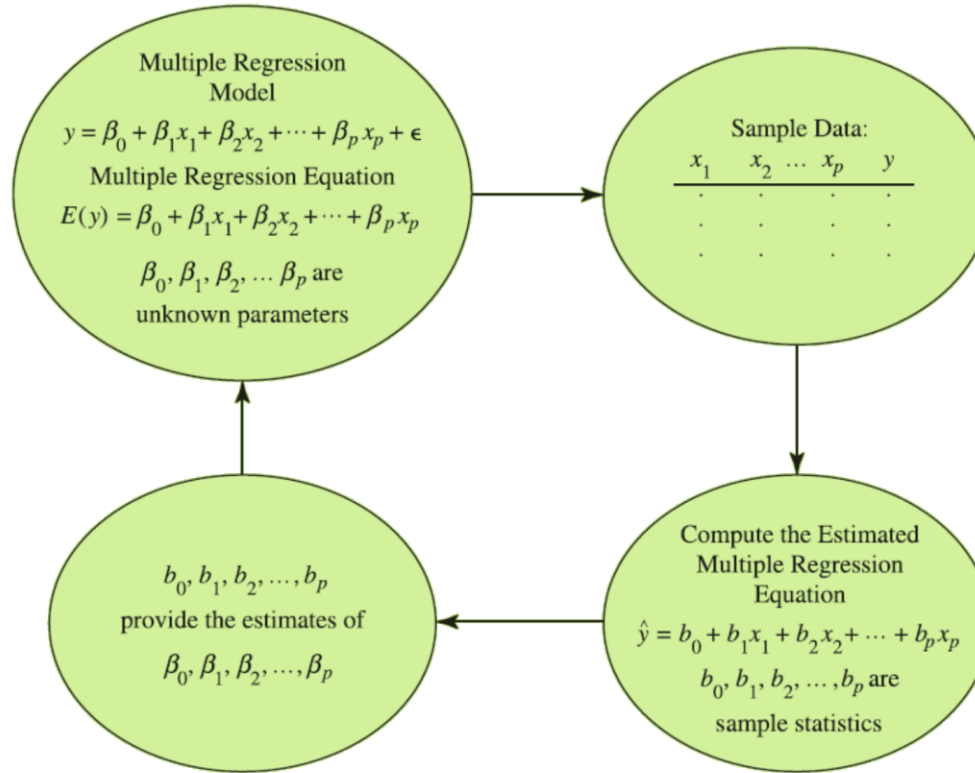 Multiple Regression
Model
y = β₀ + β₁x₁ + β₂x₂ + ··· + βₚxₚ + ϵ
Multiple Regression Equation
E(y) = β₀ + β₁x₁ + β₂x₂ + ··· + βₚxₚ
β₀, β₁, β₂, ... βₚ are
unknown parameters
Sample Data:
x₁ x₂ ... xₚ y
. . . .
. . . .
. . . .
Compute the Estimated
Multiple Regression
Equation
ŷ = b₀ + b₁x₁ + b₂x₂ + ··· + bₚxₚ
b₀, b₁, b₂, ..., bₚ are
sample statistics
b₀, b₁, b₂, ..., bₚ
provide the estimates of
β₀, β₁, β₂, ..., βₚ